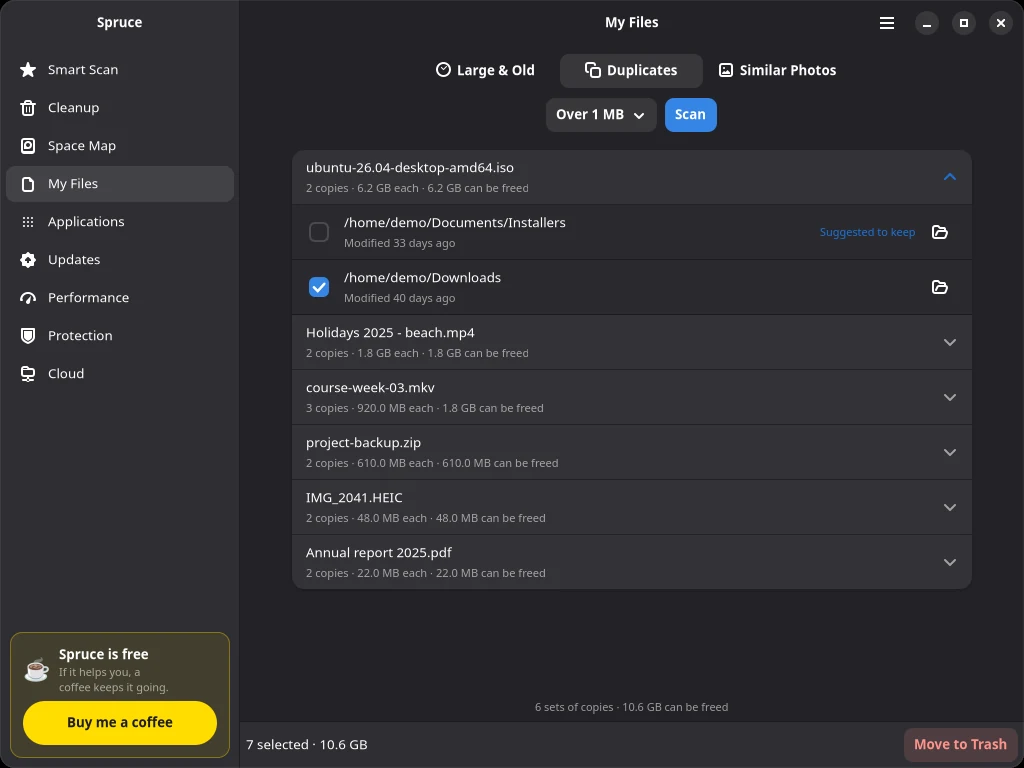 Spruce
My Files
Smart Scan
Cleanup
Space Map
My Files
Applications
Updates
Performance
Protection
Cloud
Spruce is free
If it helps you, a
coffee keeps it going.
Buy me a coffee
Large & Old
Duplicates
Similar Photos
Over 1 MB
Scan
ubuntu-26.04-desktop-amd64.iso
2 copies · 6.2 GB each · 6.2 GB can be freed
/home/demo/Documents/Installers
Modified 33 days ago
Suggested to keep
/home/demo/Downloads
Modified 40 days ago
Holidays 2025 - beach.mp4
2 copies · 1.8 GB each · 1.8 GB can be freed
course-week-03.mkv
3 copies · 920.0 MB each · 1.8 GB can be freed
project-backup.zip
2 copies · 610.0 MB each · 610.0 MB can be freed
IMG_2041.HEIC
2 copies · 48.0 MB each · 48.0 MB can be freed
Annual report 2025.pdf
2 copies · 22.0 MB each · 22.0 MB can be freed
6 sets of copies · 10.6 GB can be freed
7 selected · 10.6 GB
Move to Trash